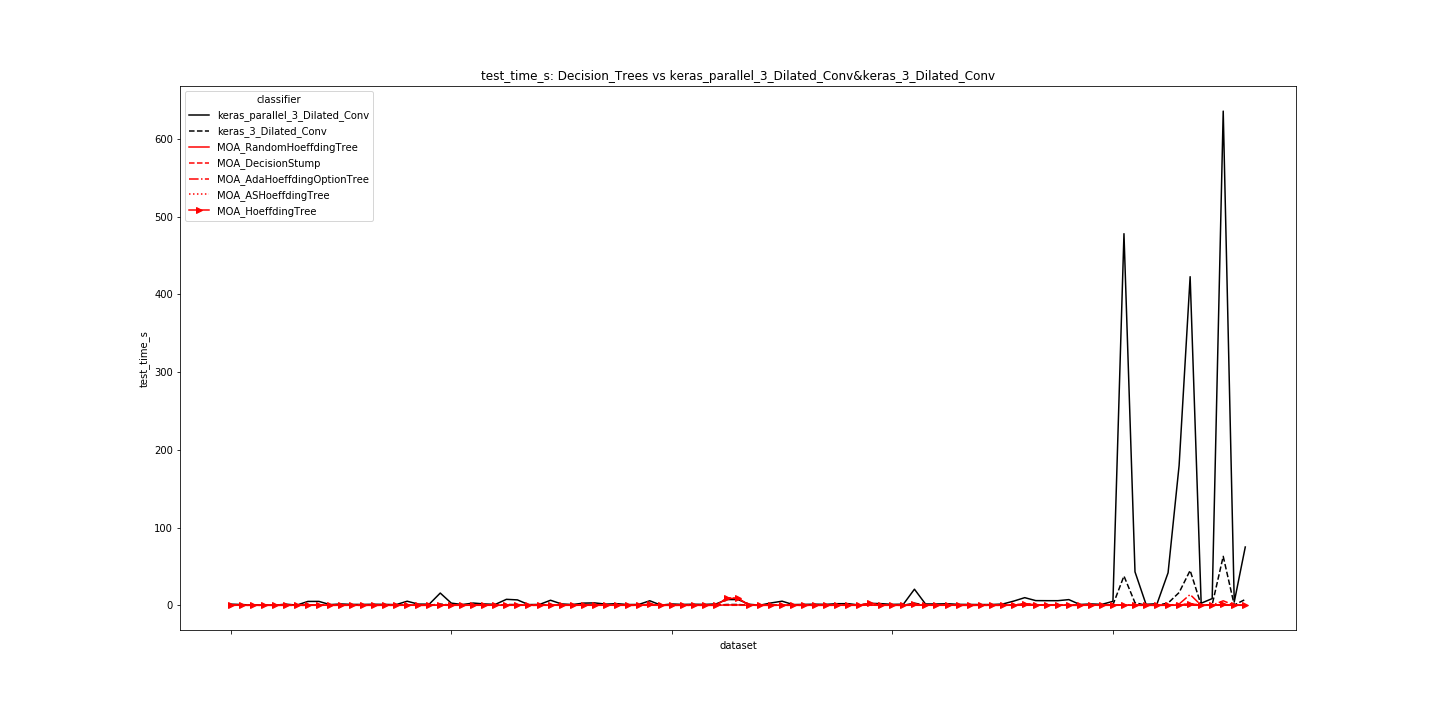 test_time_s: Decision_Trees vs keras_parallel_3_Dilated_Conv&keras_3_Dilated_Conv
classifier
keras_parallel_3_Dilated_Conv
keras_3_Dilated_Conv
MOA_RandomHoeffdingTree
MOA_DecisionStump
MOA_AdaHoeffdingOptionTree
MOA_ASHoeffdingTree
MOA_HoeffdingTree
600
500
400
300
200
100
0
test_time_s
dataset